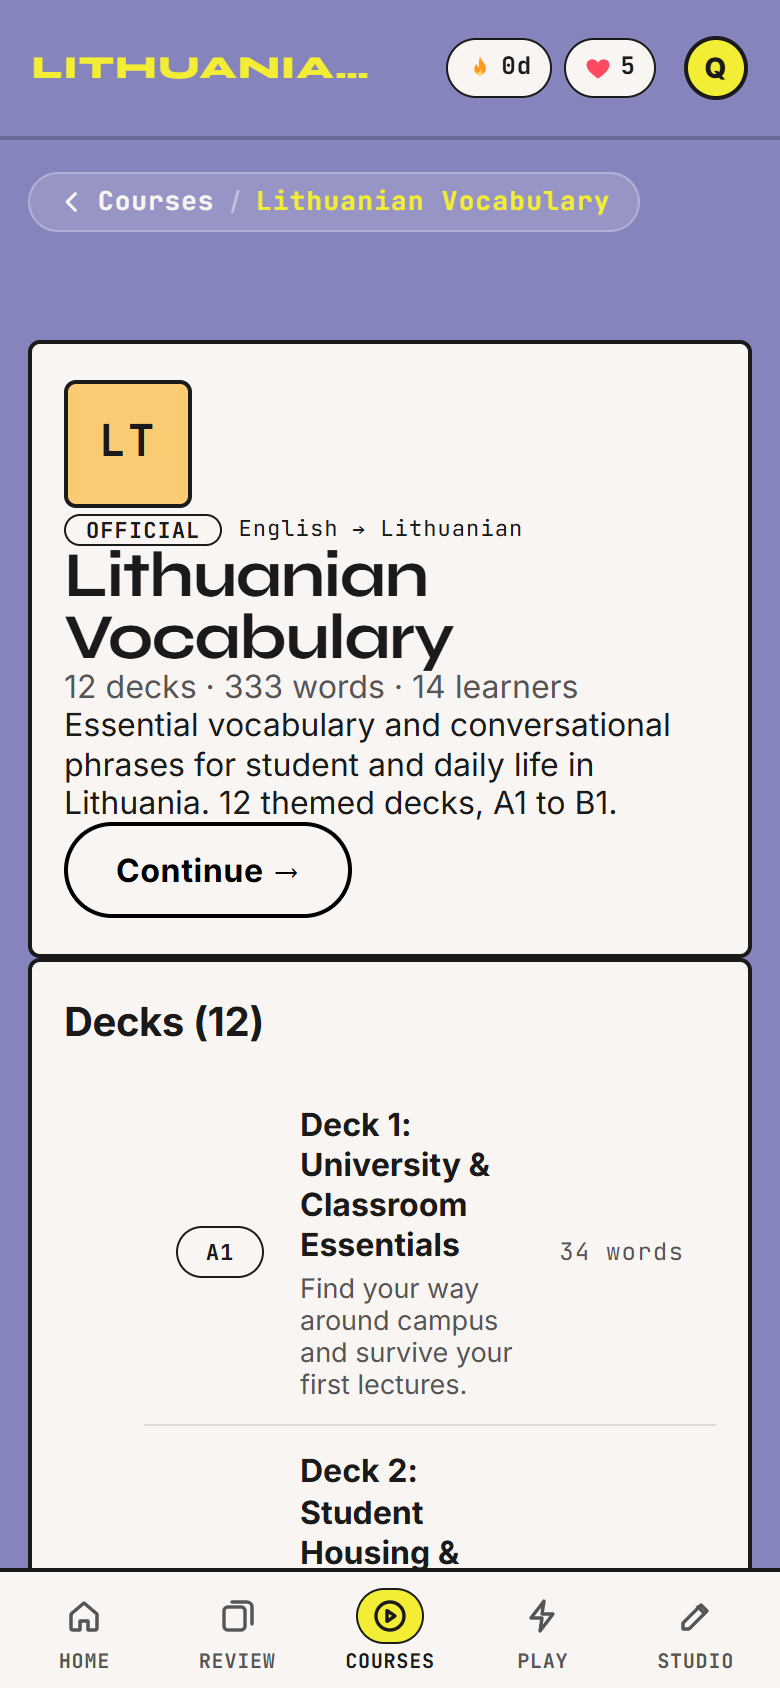 LITHUANIA...
0d
5
Q
Courses / Lithuanian Vocabulary
LT
OFFICIAL English → Lithuanian
Lithuanian
Vocabulary
12 decks · 333 words · 14 learners
Essential vocabulary and conversational
phrases for student and daily life in
Lithuania. 12 themed decks, A1 to B1.
Continue →
Decks (12)
A1
Deck 1:
University &
Classroom
Essentials
Find your way
around campus
and survive your
first lectures.
34 words
Deck 2:
Student
Housing &
HOME
REVIEW
COURSES
PLAY
STUDIO